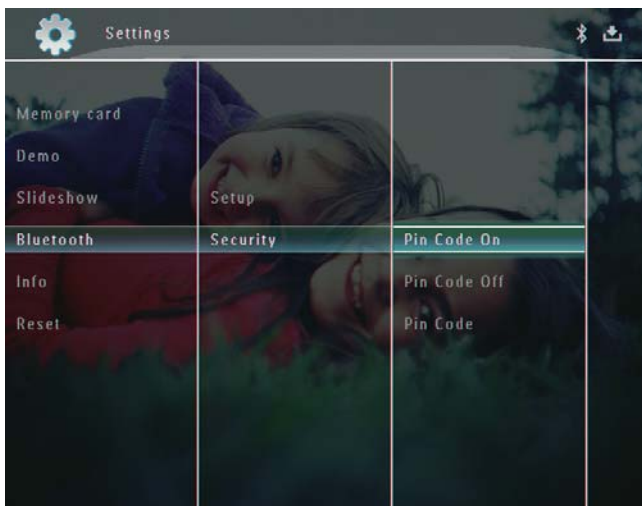 Settings
Memory card
Demo
Slideshow
Setup
Bluetooth
Security
Pin Code On
Info
Pin Code Off
Reset
Pin Code